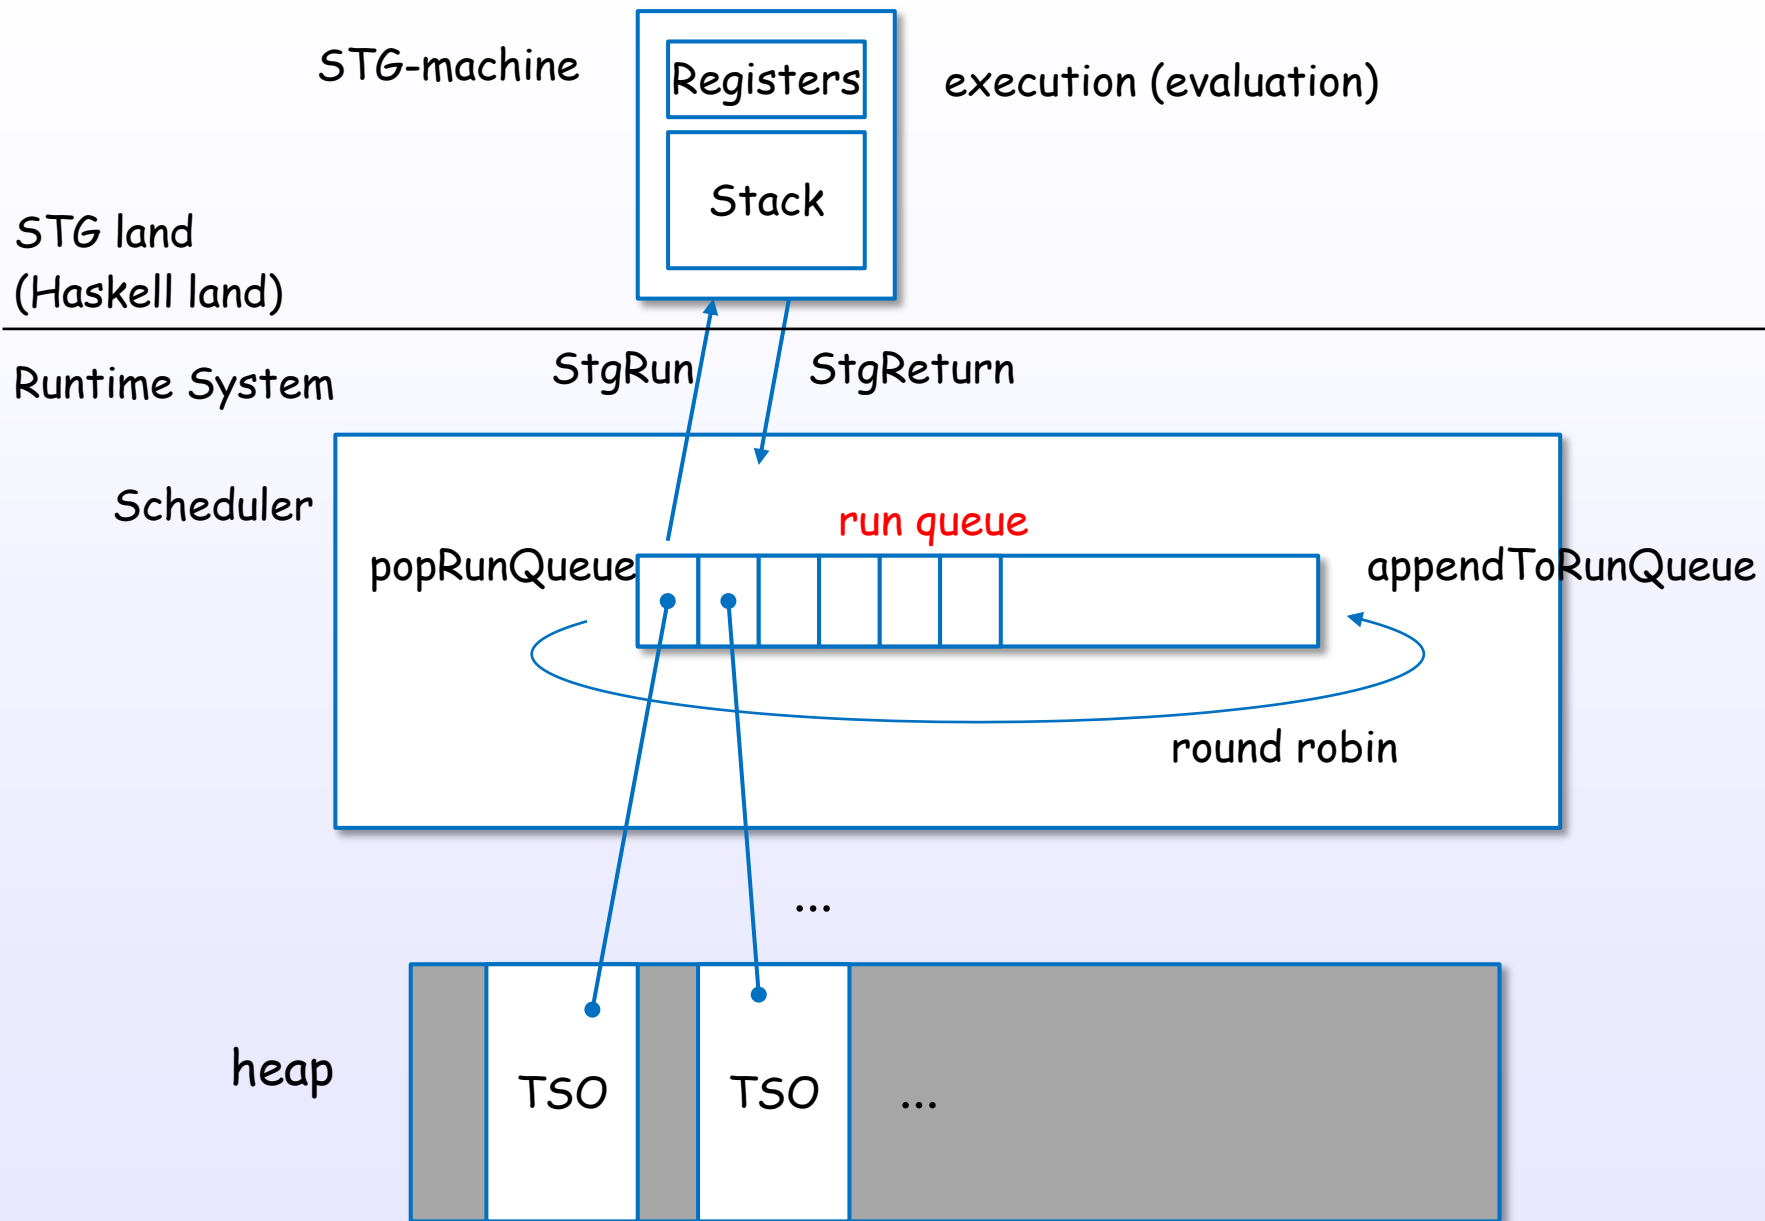 STG-machine
Registers
execution (evaluation)
Stack
STG land
(Haskell land)
Runtime System
StgRun
StgReturn
Scheduler
run queue
popRunQueue
appendToRunQueue
round robin
...
heap
TSO
TSO
...